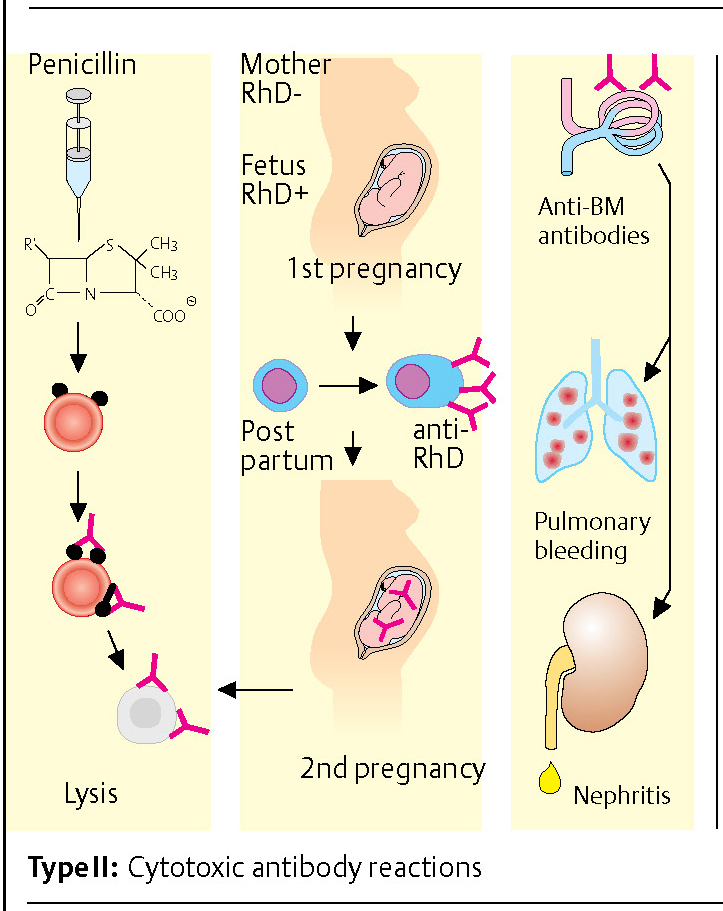 Penicillin
R'
S
CH3
CH3
O
C
N
COO
⊖
Mother
RhD-
Fetus
RhD+
1st pregnancy
Post
partum
anti-
RhD
2nd pregnancy
Lysis
Anti-BM
antibodies
Pulmonary
bleeding
Nephritis
Type II: Cytotoxic antibody reactions